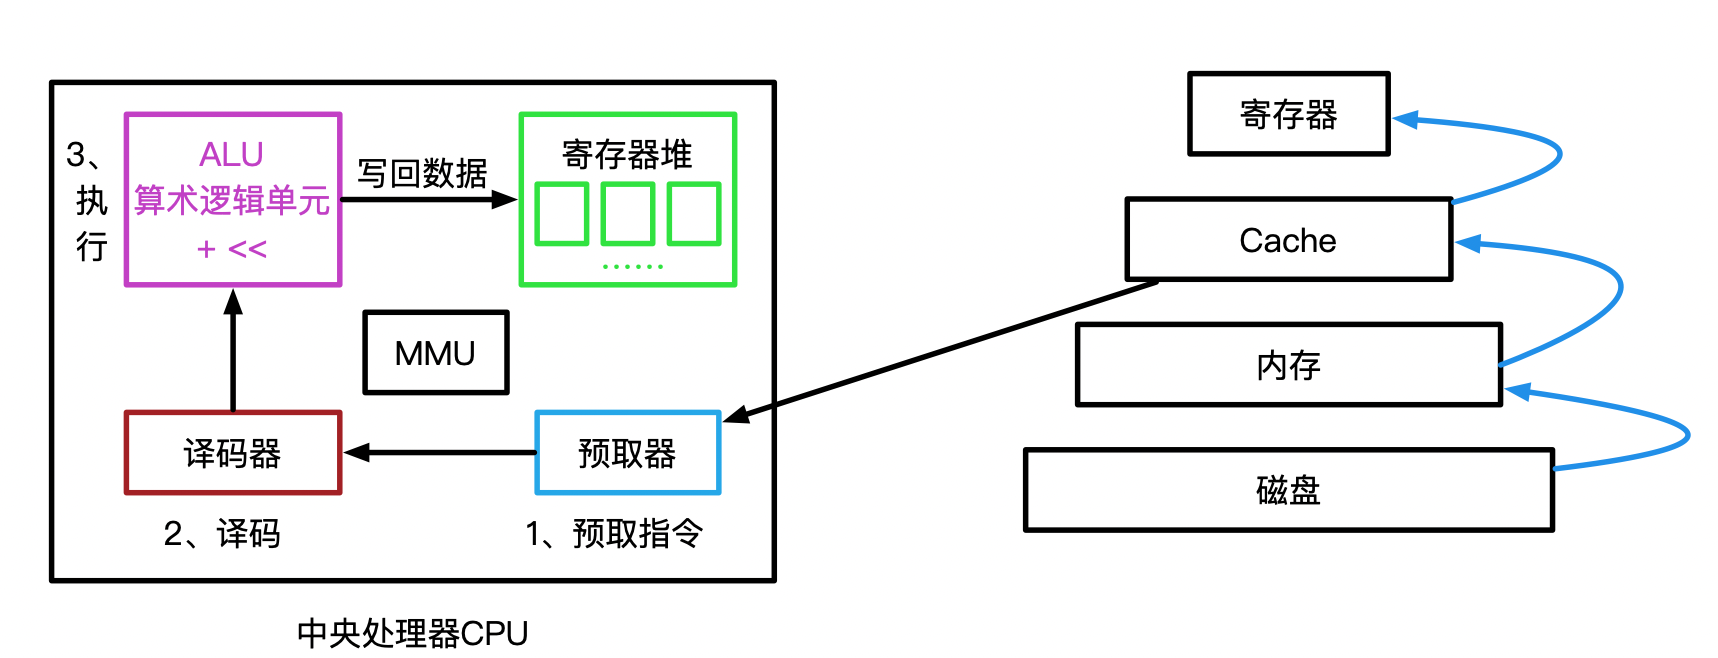 3、
执
行
ALU
算术逻辑单元
+ <<
写回数据
寄存器堆
......
MMU
译码器
预取器
2、译码
1、预取指令
中央处理器CPU
寄存器
Cache
内存
磁盘